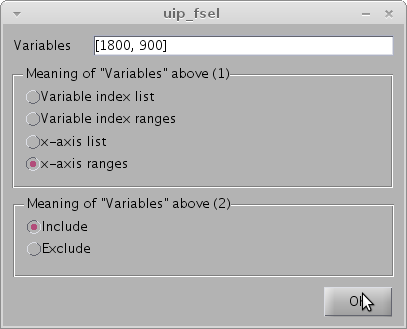 uip_fsel
Variables [1800, 900]
Meaning of "Variables" above (1)
Variable index list
Variable index ranges
x-axis list
x-axis ranges
Meaning of "Variables" above (2)
Include
Exclude